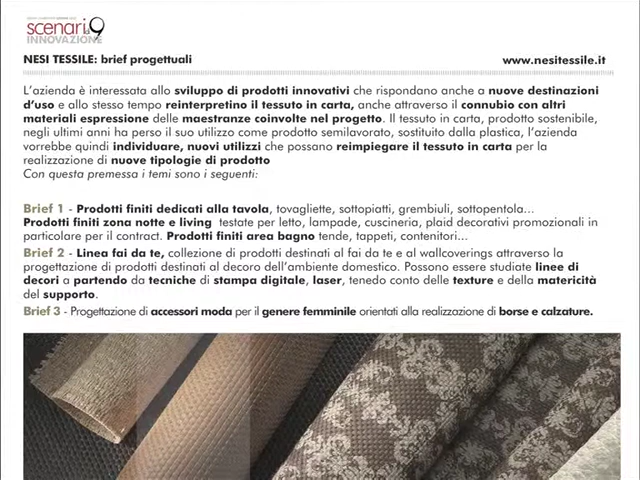 scenari9
INNOVAZIONE
NESI TESSILE: brief progettuali
www.nesitessile.it
L'azienda è interessata allo sviluppo di prodotti innovativi che rispondano anche a nuove destinazioni
d'uso e allo stesso tempo reinterpretino il tessuto in carta, anche attraverso il connubio con altri
materiali espressione delle maestranze coinvolte nel progetto. Il tessuto in carta, prodotto sostenibile,
negli ultimi anni ha perso il suo utilizzo come prodotto semilavorato, sostituito dalla plastica, l'azienda
vorrebbe quindi individuare, nuovi utilizzi che possano reimpiegare il tessuto in carta per la
realizzazione di nuove tipologie di prodotto
Con questa premessa i temi sono i seguenti:
Brief 1 - Prodotti finiti dedicati alla tavola, tovagliette, sottopiatti, grembiuli, sottopentola...
Prodotti finiti zona notte e living testate per letto, lampade, cuscineria, plaid decorativi promozionali in
particolare per il contract. Prodotti finiti area bagno tende, tappeti, contenitori...
Brief 2 - Linea fai da te, collezione di prodotti destinati al fai da te e al wallcoverings attraverso la
progettazione di prodotti destinati al decoro dell'ambiente domestico. Possono essere studiate linee di
decori a partendo da tecniche di stampa digitale, laser, tenedo conto delle texture e della matericità
del supporto.
Brief 3 - Progettazione di accessori moda per il genere femminile orientati alla realizzazione di borse e calzature.